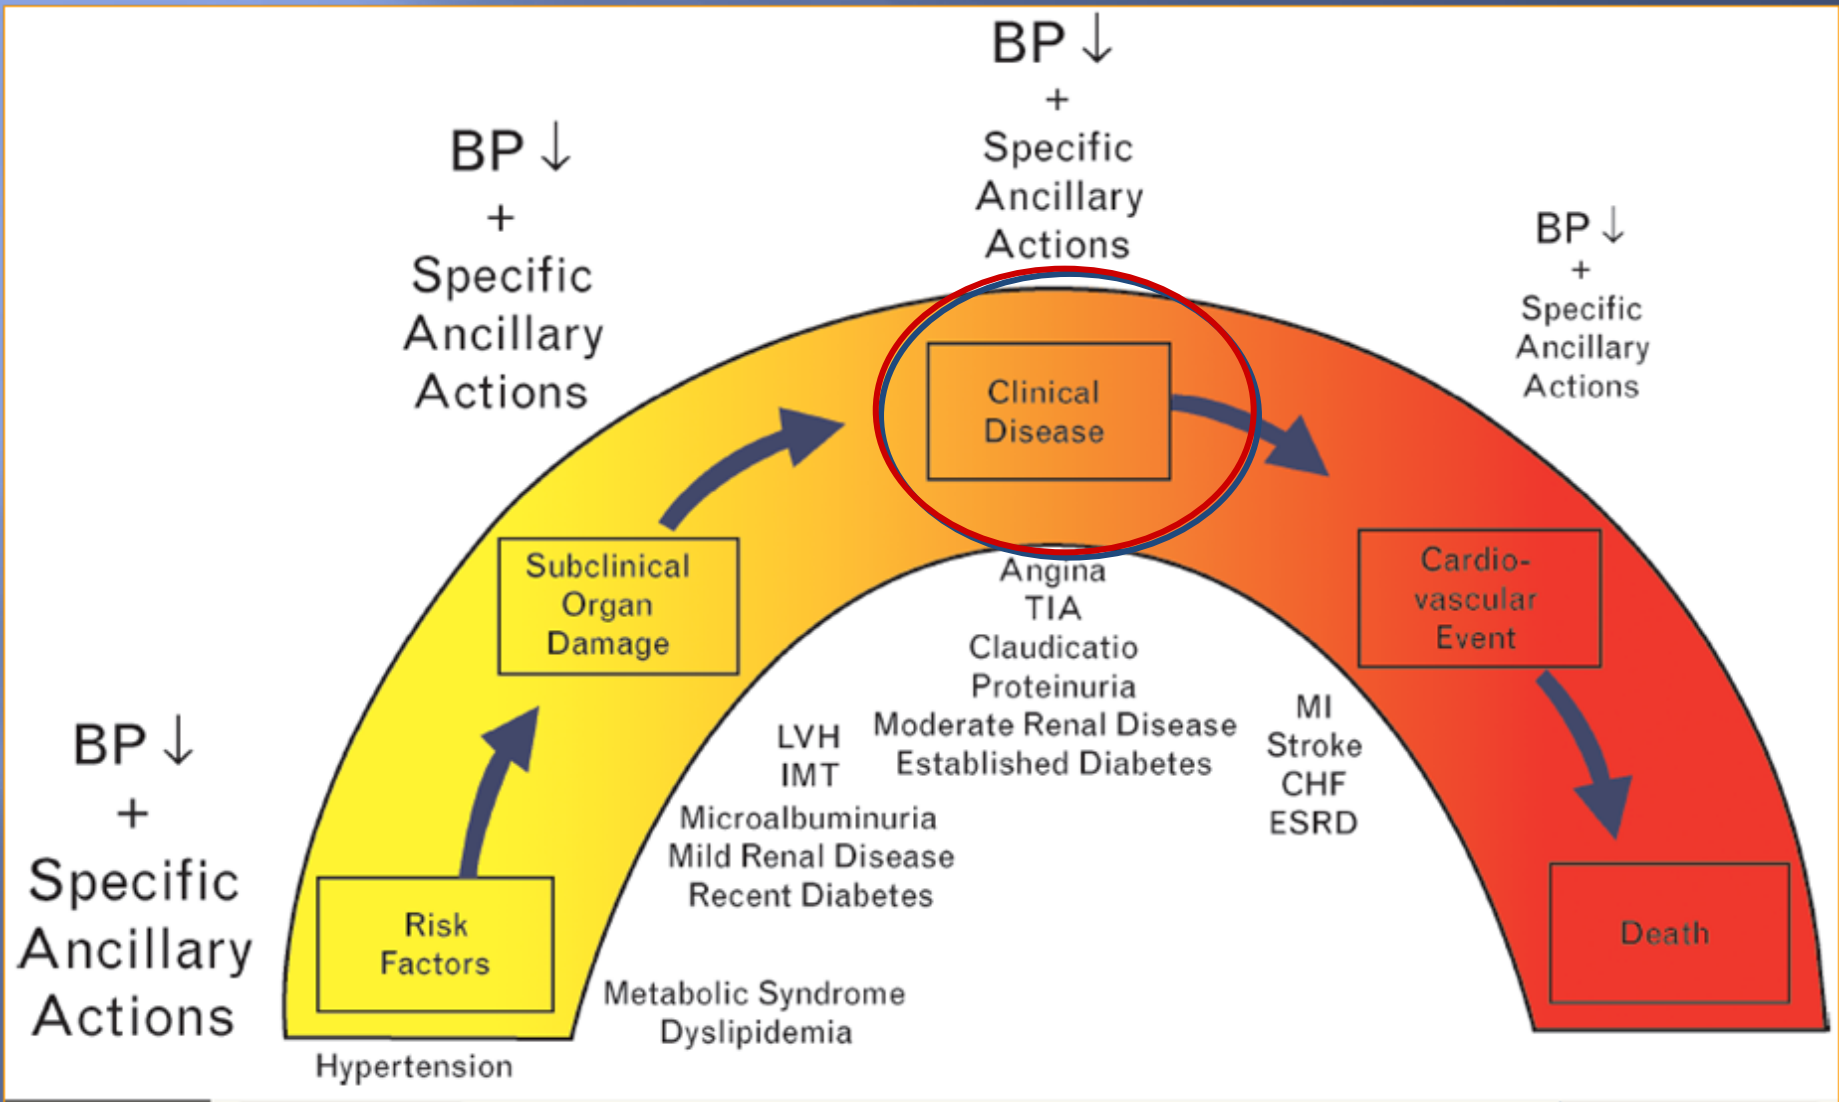 BP ↓
+
Specific
Ancillary
Actions
BP ↓
+
Specific
Ancillary
Actions
BP ↓
+
Specific
Ancillary
Actions
BP ↓
+
Specific
Ancillary
Actions
Risk
Factors
Hypertension
Metabolic Syndrome
Dyslipidemia
Subclinical
Organ
Damage
LVH
IMT
Microalbuminuria
Mild Renal Disease
Recent Diabetes
Clinical
Disease
Angina
TIA
Claudicatio
Proteinuria
Moderate Renal Disease
Established Diabetes
Cardio-
vascular
Event
MI
Stroke
CHF
ESRD
Death